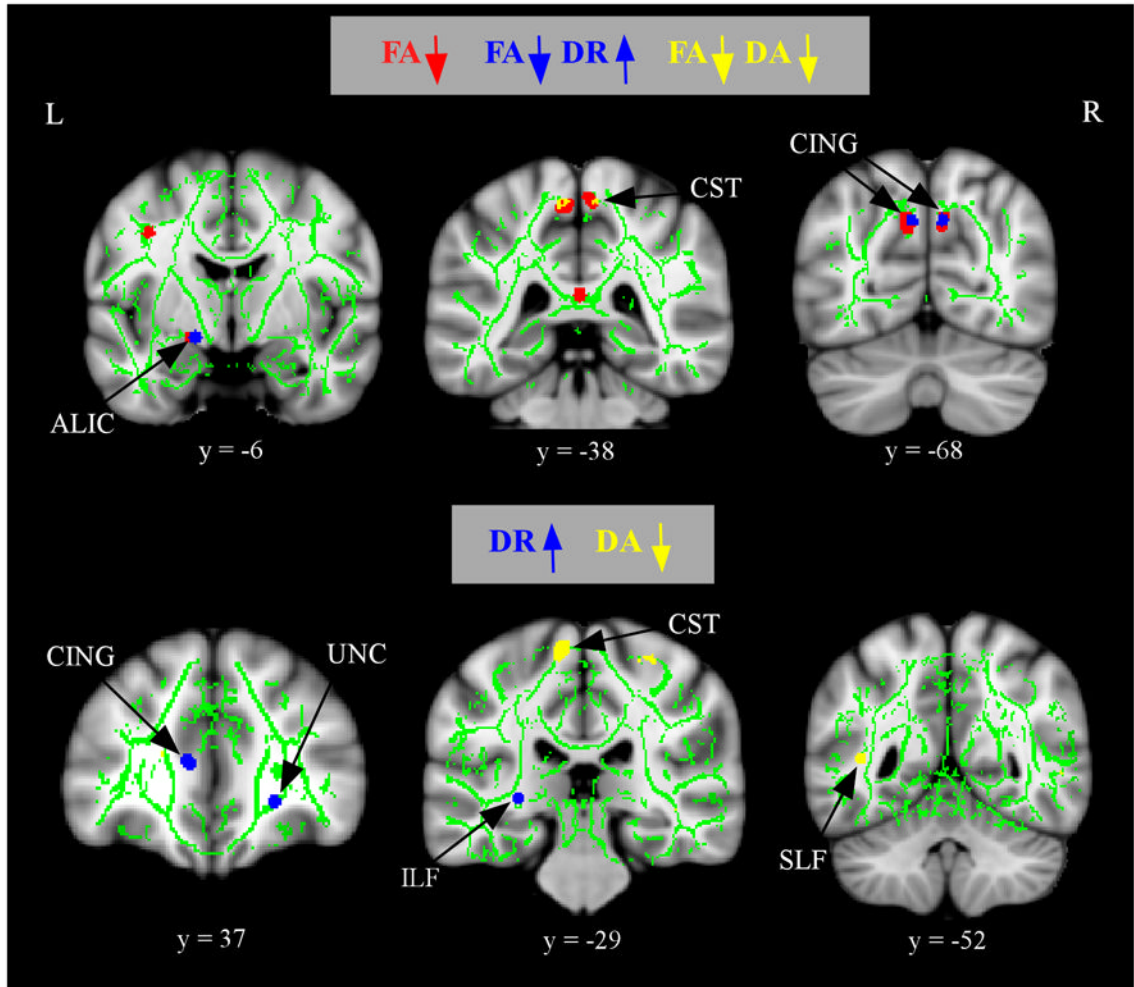 FA↓ FA↓ DR↑ FA↓ DA↓
L
R
CING
CST
ALIC
y = -6
y = -38
y = -68
DR↑ DA↓
CST
CING
UNC
ILF
SLF
y = 37
y = -29
y = -52